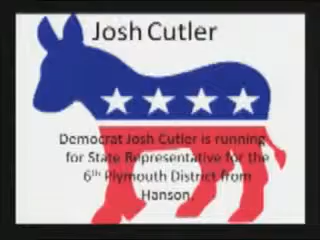 Josh Cutler
Democrat Josh Cutler is running
for State Representative for the
6th Plymouth District from
Hanson.